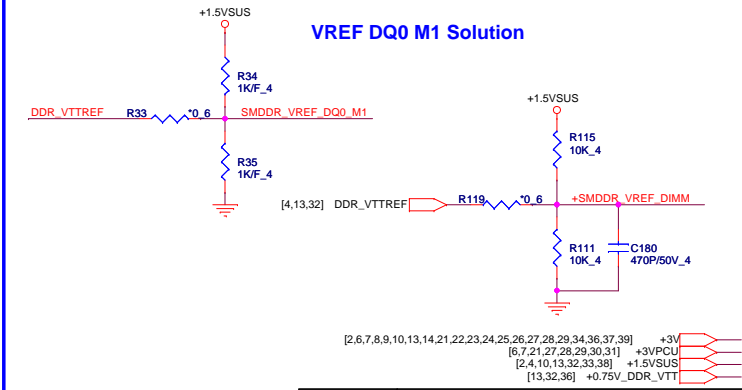 +1.5VSUS
VREF DQ0 M1 Solution
R34
1K/F_4
DDR_VTTREF R33 *0_6 SMDDR_VREF_DQ0_M1
R35
1K/F_4
+1.5VSUS
R115
10K_4
[4,13,32] DDR_VTTREF R119 *0_6 +SMDDR_VREF_DIMM
R111
10K_4
C180
470P/50V_4
[2,6,7,8,9,10,13,14,21,22,23,24,25,26,27,28,29,34,36,37,39] +3V
[6,7,21,27,28,29,30,31] +3VPCU
[2,4,10,13,32,33,38] +1.5VSUS
[13,32,36] +0.75V_DDR_VTT